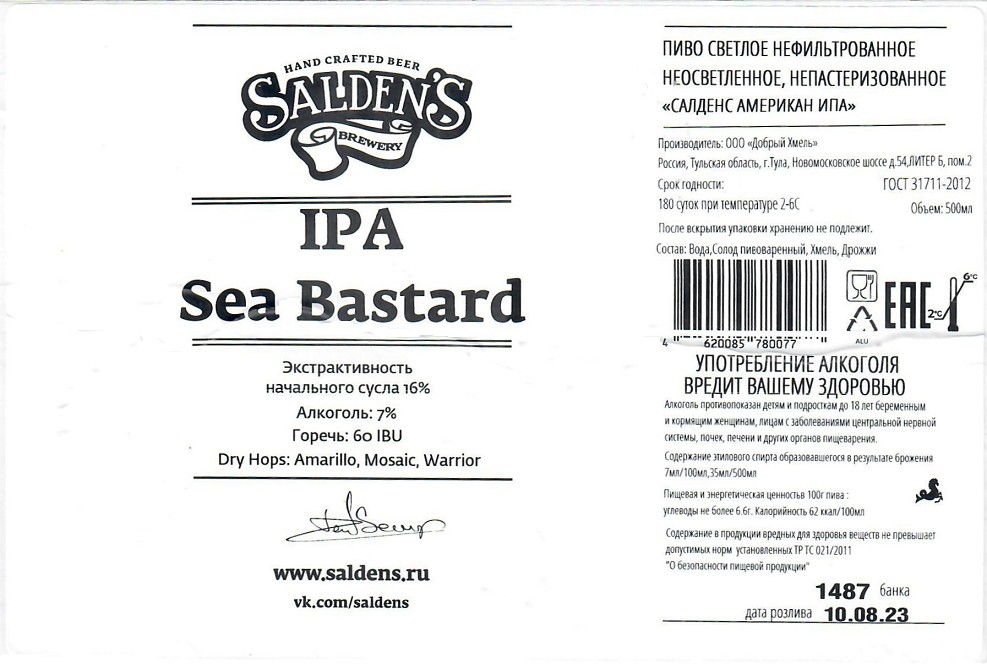 HAND CRAFTED BEER
SALDEN'S
BREWERY
IPA
Sea Bastard
Экстрактивность
начального сусла 16%
Алкоголь: 7%
Горечь: 60 IBU
Dry Hops: Amarillo, Mosaic, Warrior
www.saldens.ru
vk.com/saldens
ПИВО СВЕТЛОЕ НЕФИЛЬТРОВАННОЕ
НЕОСВЕТЛЕННОЕ, НЕПАСТЕРИЗОВАННОЕ
«САЛДЕНС АМЕРИКАН ИПА»
Производитель: ООО «Добрый Хмель»
Россия, Тульская область, г.Тула, Новомосковское шоссе д.54,ЛИТЕР Б, пом.2
Срок годности: ГОСТ 31711-2012
180 суток при температуре 2-6С Объем: 500мл
После вскрытия упаковки хранению не подлежит.
Состав: Вода,Солод пивоваренный, Хмель, Дрожжи
6°C
EAC
2°C
4 620085 780077
ALU
УПОТРЕБЛЕНИЕ АЛКОГОЛЯ
ВРЕДИТ ВАШЕМУ ЗДОРОВЬЮ
Алкоголь противопоказан детям и подросткам до 18 лет беременным
и кормящим женщинам, лицам с заболеваниями центральной нервной
системы, почек, печени и других органов пищеварения.
Содержание этилового спирта образовавшегося в результате брожения
7мл/100мл,35мл/500мл
Пищевая и энергетическая ценностьв 100г пива :
углеводы не более 6.6г. Калорийность 62 ккал/100мл
Содержание в продукции вредных для здоровья веществ не превышает
допустимых норм установленных ТР ТС 021/2011
"О безопасности пищевой продукции"
1487 банка
дата розлива 10.08.23